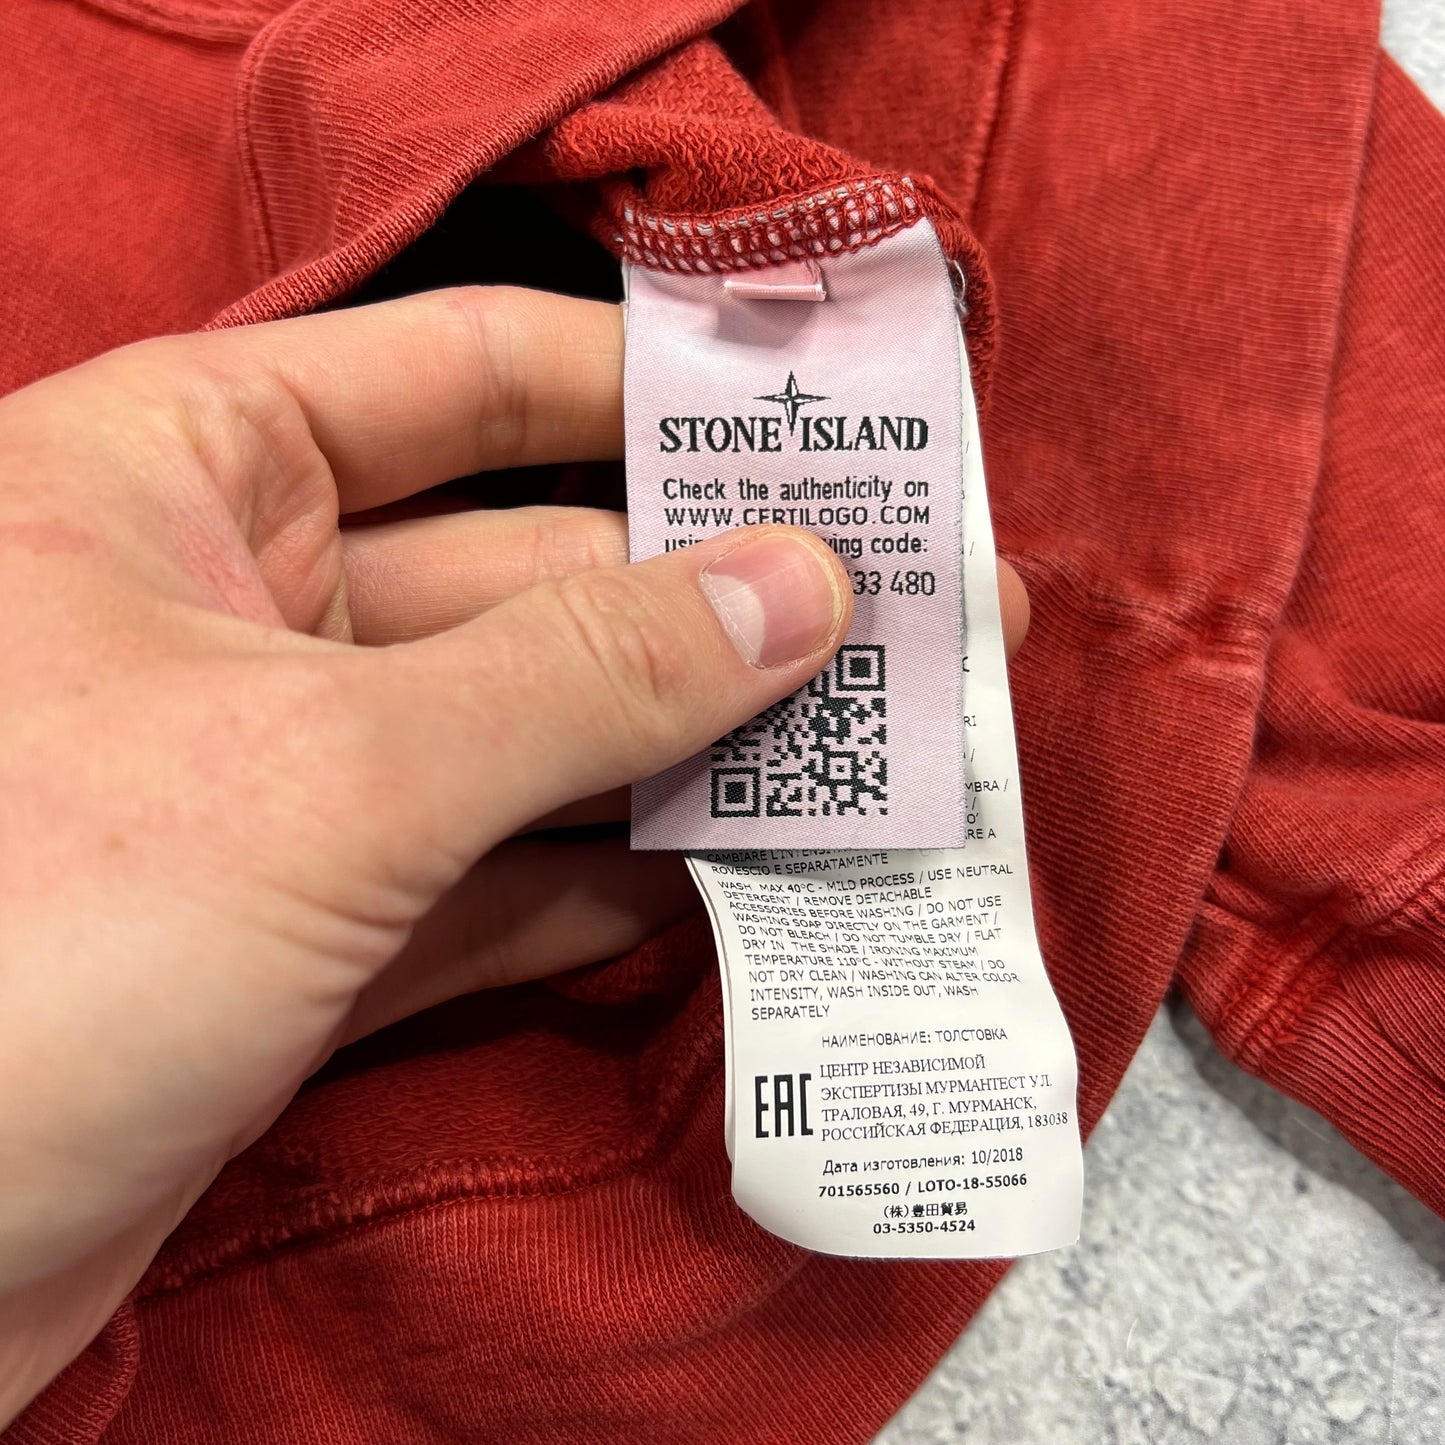 STONE ISLAND
Check the authenticity on
WWW.CERTILOGO.COM
code:
33 480
RI
MBRA /
RE A
CAMBIARE
ROVESCIO E SEPARATAMENTE
WASH MAX 40°C - MILD PROCESS / USE NEUTRAL
DETERGENT / REMOVE DETACHABLE
ACCESSORIES BEFORE WASHING / DO NOT USE
WASHING SOAP DIRECTLY ON THE GARMENT /
DO NOT BLEACH / DO NOT TUMBLE DRY / FLAT
DRY IN THE SHADE / IRONING MAXIMUM
TEMPERATURE 110°C - WITHOUT STEAM / DO
NOT DRY CLEAN / WASHING CAN ALTER COLOR
INTENSITY, WASH INSIDE OUT, WASH
SEPARATELY
НАИМЕНОВАНИЕ: ТОЛСТОВКА
EAC
ЦЕНТР НЕЗАВИСИМОЙ
ЭКСПЕРТИЗЫ МУРМАНТЕСТ УЛ.
ТРАЛОВАЯ, 49, Г. МУРМАНСК,
РОССИЙСКАЯ ФЕДЕРАЦИЯ, 183038
Дата изготовления: 10/2018
701565560 / LOTO-18-55066
(株)豊田貿易
03-5350-4524